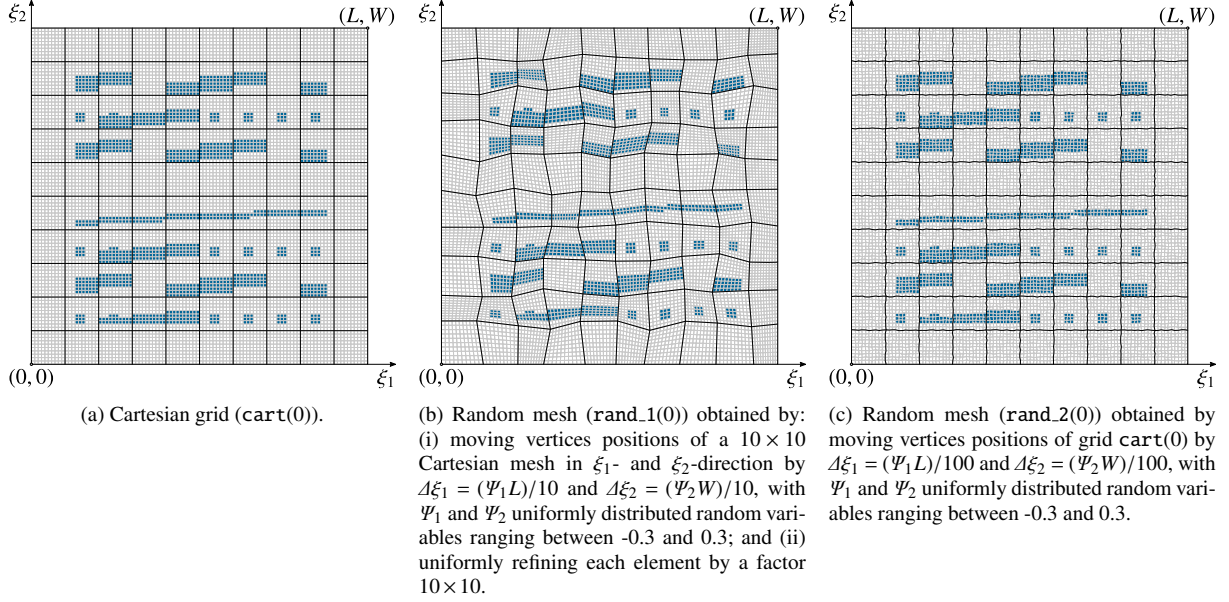 ξ2
(L, W)
(0, 0)
ξ1
(a) Cartesian grid (cart(0)).
ξ2
(L, W)
(0, 0)
ξ1
(b) Random mesh (rand_1(0)) obtained by:
(i) moving vertices positions of a 10 × 10
Cartesian mesh in ξ1- and ξ2-direction by
Δξ1 = (Ψ1L)/10 and Δξ2 = (Ψ2W)/10, with
Ψ1 and Ψ2 uniformly distributed random vari-
ables ranging between -0.3 and 0.3; and (ii)
uniformly refining each element by a factor
10 × 10.
ξ2
(L, W)
(0, 0)
ξ1
(c) Random mesh (rand_2(0)) obtained by
moving vertices positions of grid cart(0) by
Δξ1 = (Ψ1L)/100 and Δξ2 = (Ψ2W)/100, with
Ψ1 and Ψ2 uniformly distributed random vari-
ables ranging between -0.3 and 0.3.